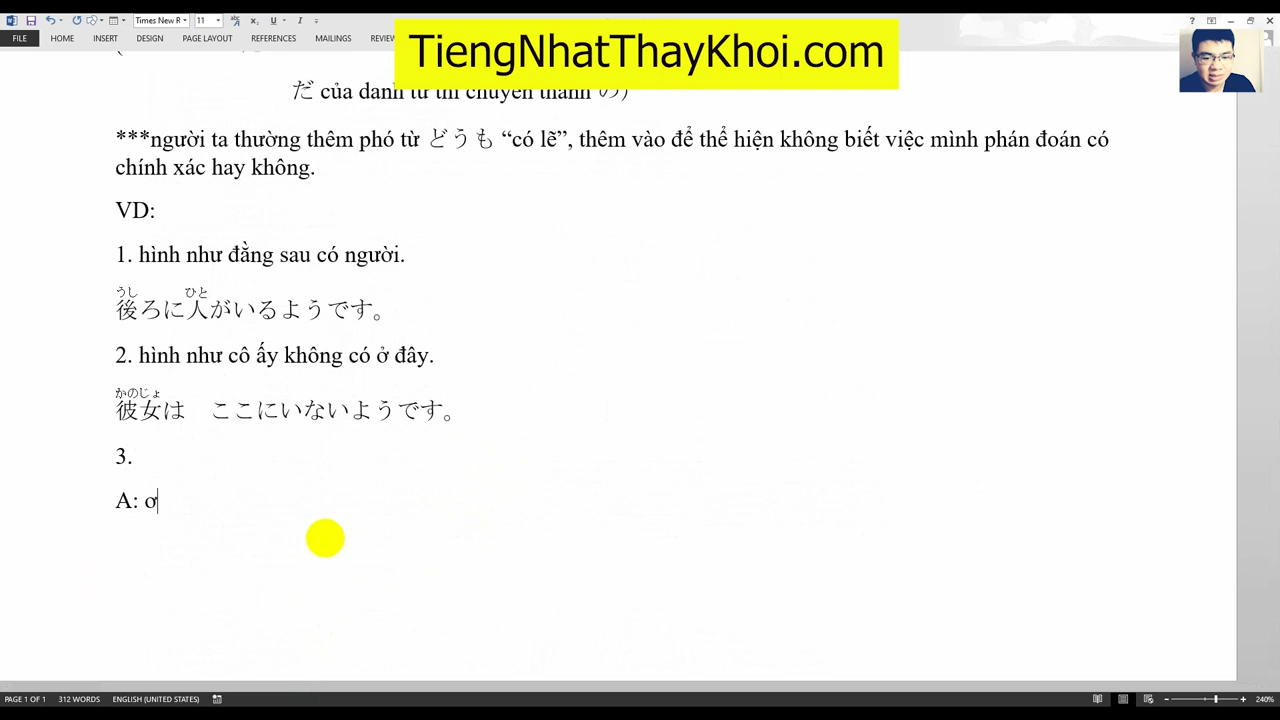 Times New R 11
FILE HOME INSERT DESIGN PAGE LAYOUT REFERENCES MAILINGS
TiengNhatThayKhoi.com
だ của danh từ thì chuyển thành の)
***người ta thường thêm phó từ どうも “có lẽ”, thêm vào để thể hiện không biết việc mình phán đoán có
chính xác hay không.
VD:
1. hình như đằng sau có người.
うし ひと
後ろに人がいるようです。
2. hình như cô ấy không có ở đây.
かのじょ
彼女は　ここにいないようです。
3.
A: ơ
PAGE 1 OF 1 312 WORDS ENGLISH (UNITED STATES) 240%